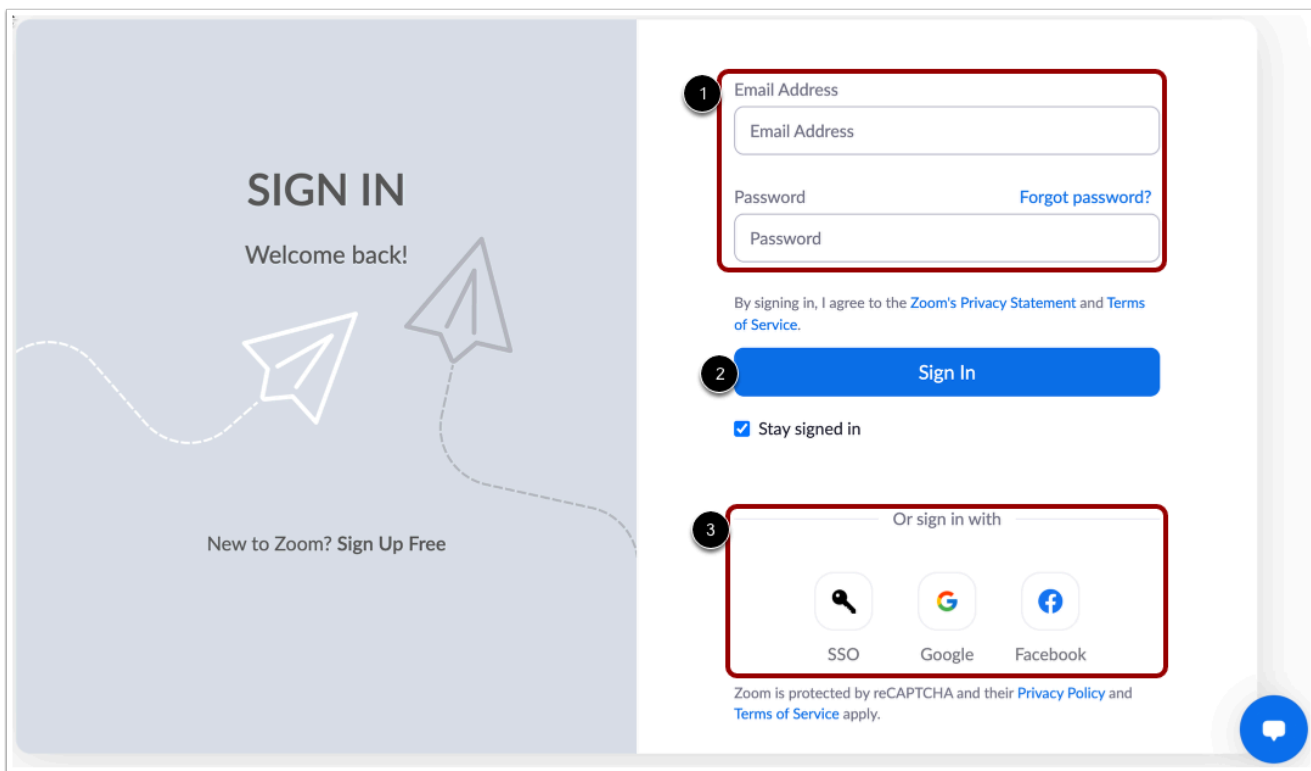 SIGN IN
Welcome back!
New to Zoom? Sign Up Free
1
Email Address
Email Address
Password Forgot password?
Password
By signing in, I agree to the Zoom's Privacy Statement and Terms
of Service.
2
Sign In
Stay signed in
3
Or sign in with
SSO Google Facebook
Zoom is protected by reCAPTCHA and their Privacy Policy and
Terms of Service apply.